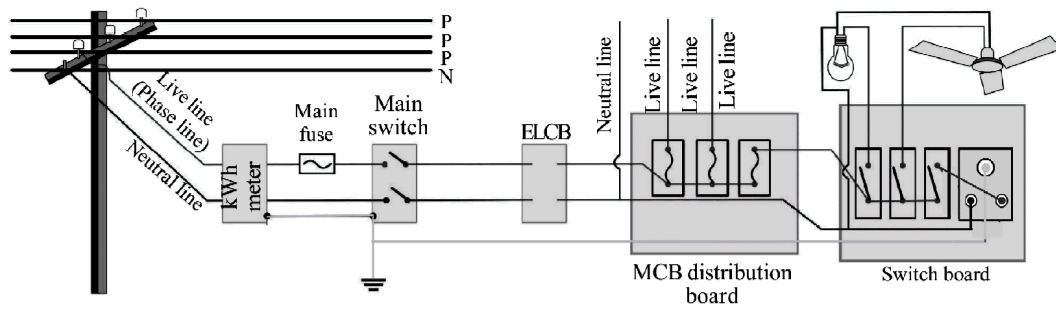 P
P
P
N
Live line
(Phase line)
Neutral line
kWh
meter
Main
fuse
Main
switch
ELCB
Neutral line
Live line
Live line
Live line
MCB distribution
board
Switch board